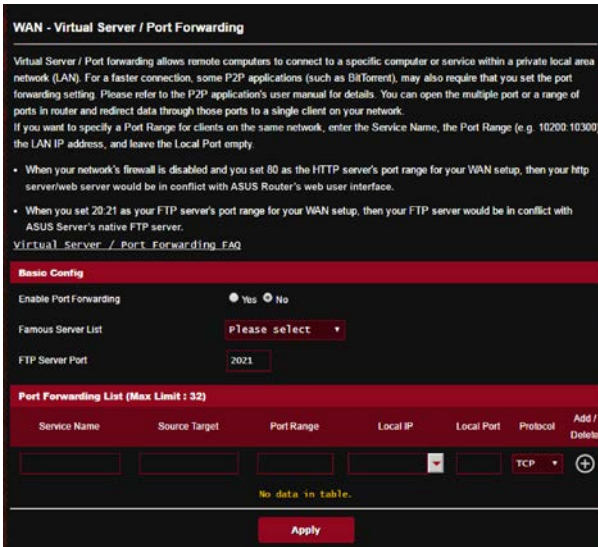 WAN - Virtual Server / Port Forwarding
Virtual Server / Port forwarding allows remote computers to connect to a specific computer or service within a private local area
network (LAN). For a faster connection, some P2P applications (such as BitTorrent), may also require that you set the port
forwarding setting. Please refer to the P2P application's user manual for details. You can open the multiple port or a range of
ports in router and redirect data through those ports to a single client on your network.
If you want to specify a Port Range for clients on the same network, enter the Service Name, the Port Range (e.g. 10200:10300)
the LAN IP address, and leave the Local Port empty.
• When your network's firewall is disabled and you set 80 as the HTTP server's port range for your WAN setup, then your http
server/web server would be in conflict with ASUS Router's web user interface.
• When you set 20:21 as your FTP server's port range for your WAN setup, then your FTP server would be in conflict with
ASUS Server's native FTP server.
Virtual Server / Port Forwarding FAQ
Basic Config
Enable Port Forwarding Yes No
Famous Server List Please select
FTP Server Port 2021
Port Forwarding List (Max Limit : 32)
Service Name Source Target Port Range Local IP Local Port Protocol Add /
Delete
TCP
No data in table.
Apply